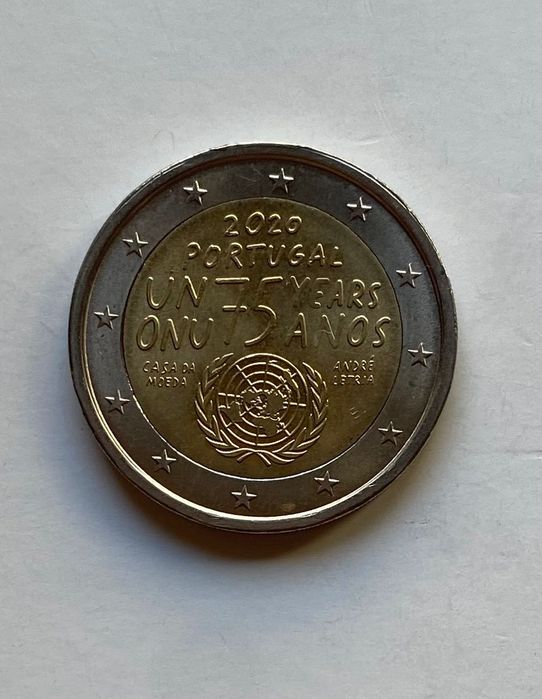 2020
PORTUGAL
UN 75 YEARS
ONU 75 ANOS
CASA DA
MOEDA
ANDRÉ
LETRIA